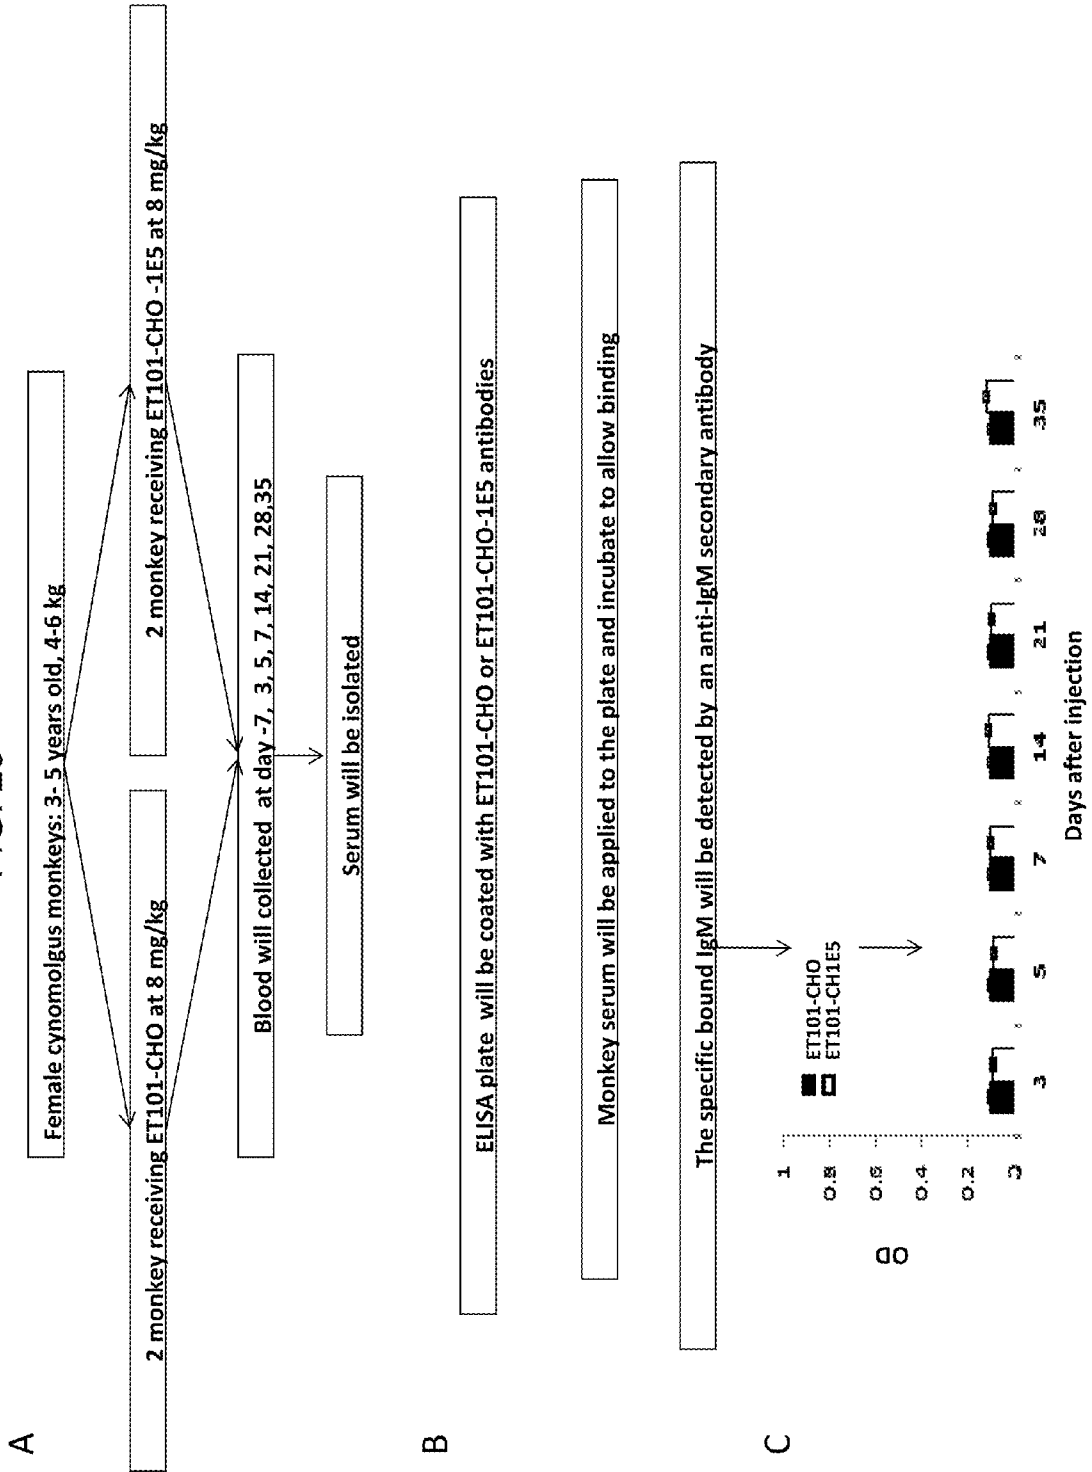 A
Female cynomolgus monkeys: 3- 5 years old, 4-6 kg
2 monkey receiving ET101-CHO at 8 mg/kg
2 monkey receiving ET101-CHO -1E5 at 8 mg/kg
Blood will collected at day -7, 3, 5, 7, 14, 21, 28,35
Serum will be isolated
B
ELISA plate will be coated with ET101-CHO or ET101-CHO-1E5 antibodies
Monkey serum will be applied to the plate and incubate to allow binding
The specific bound IgM will be detected by an anti-IgM secondary antibody
C
ET101-CHO
ET101-CH1E5
OD
1
0.8
0.6
0.4
0.2
0
3 5 7 14 21 28 35
Days after injection